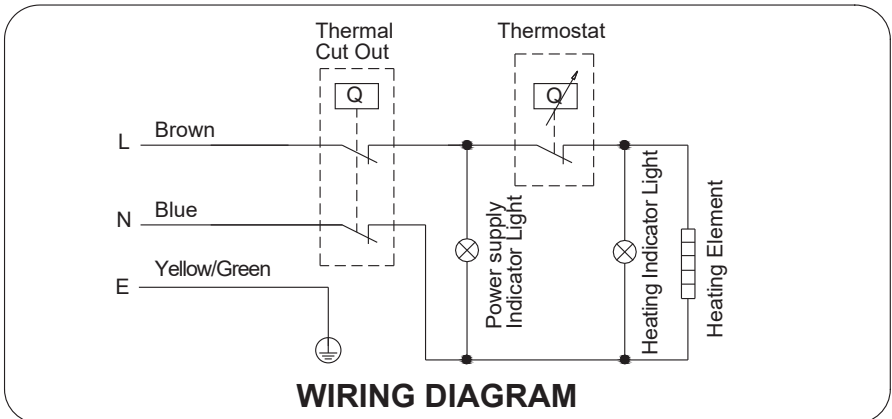 Thermal
Cut Out
Thermostat
Q
Q
L
Brown
N
Blue
E
Yellow/Green
Power supply
Indicator Light
Heating Indicator Light
Heating Element
WIRING DIAGRAM